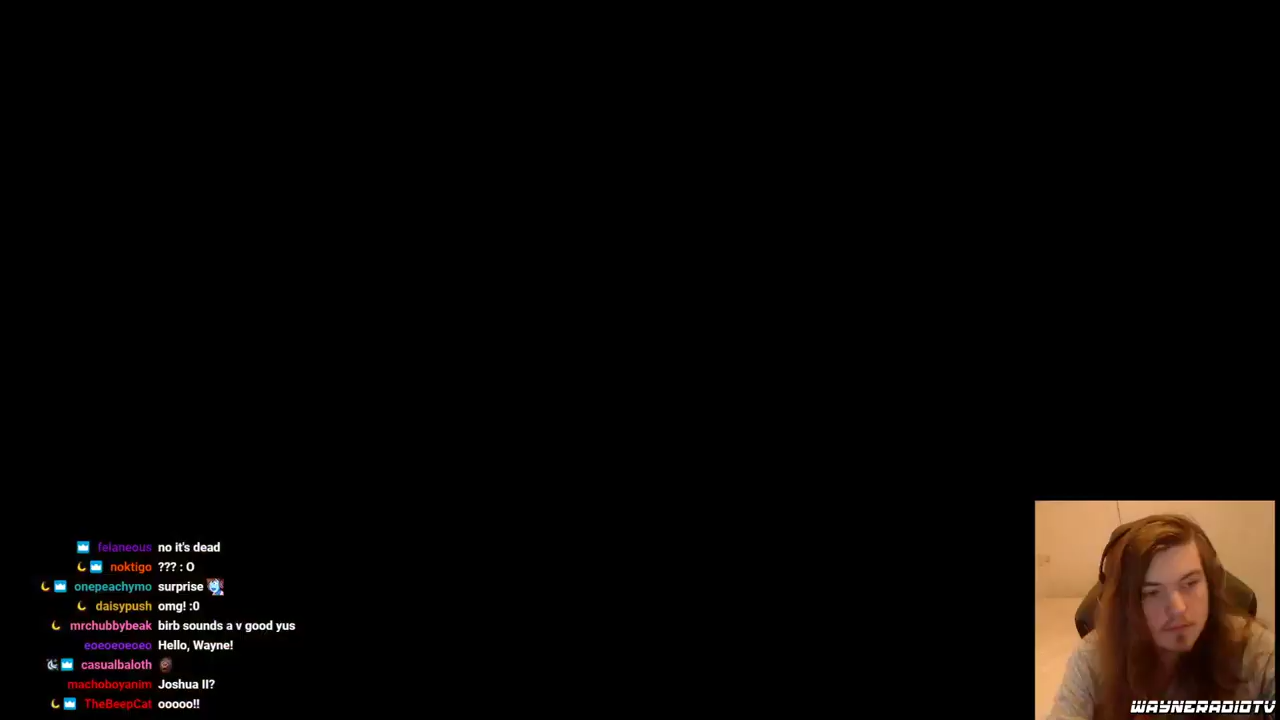 felaneous no it's dead
noktigo ??? : O
onepeachymo surprise
daisypush omg! :0
mrchubbybeak birb sounds a v good yus
eoeoeoeoeo Hello, Wayne!
casualbaloth
machoboyanim Joshua II?
TheBeepCat ooooo!!
WAYNERADIOTV